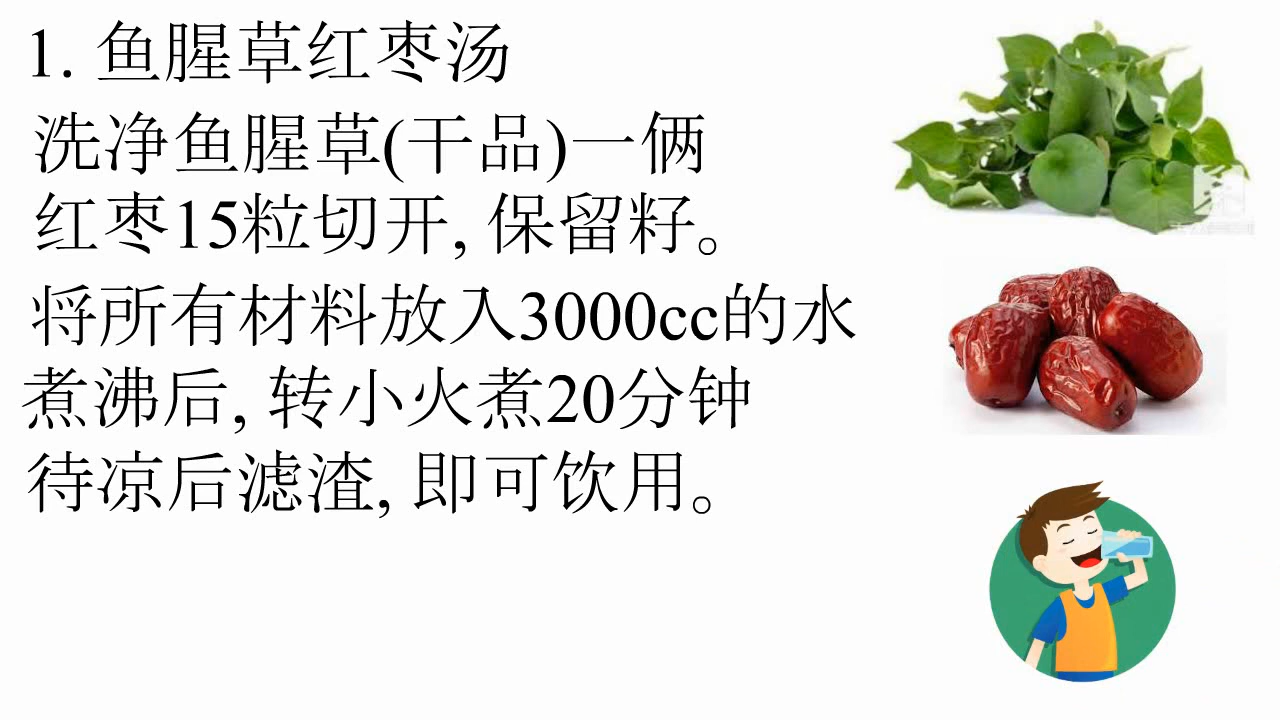 1. 鱼腥草红枣汤
洗净鱼腥草(干品)一俩
红枣15粒切开, 保留籽。
将所有材料放入3000cc的水
煮沸后, 转小火煮20分钟
待凉后滤渣, 即可饮用。